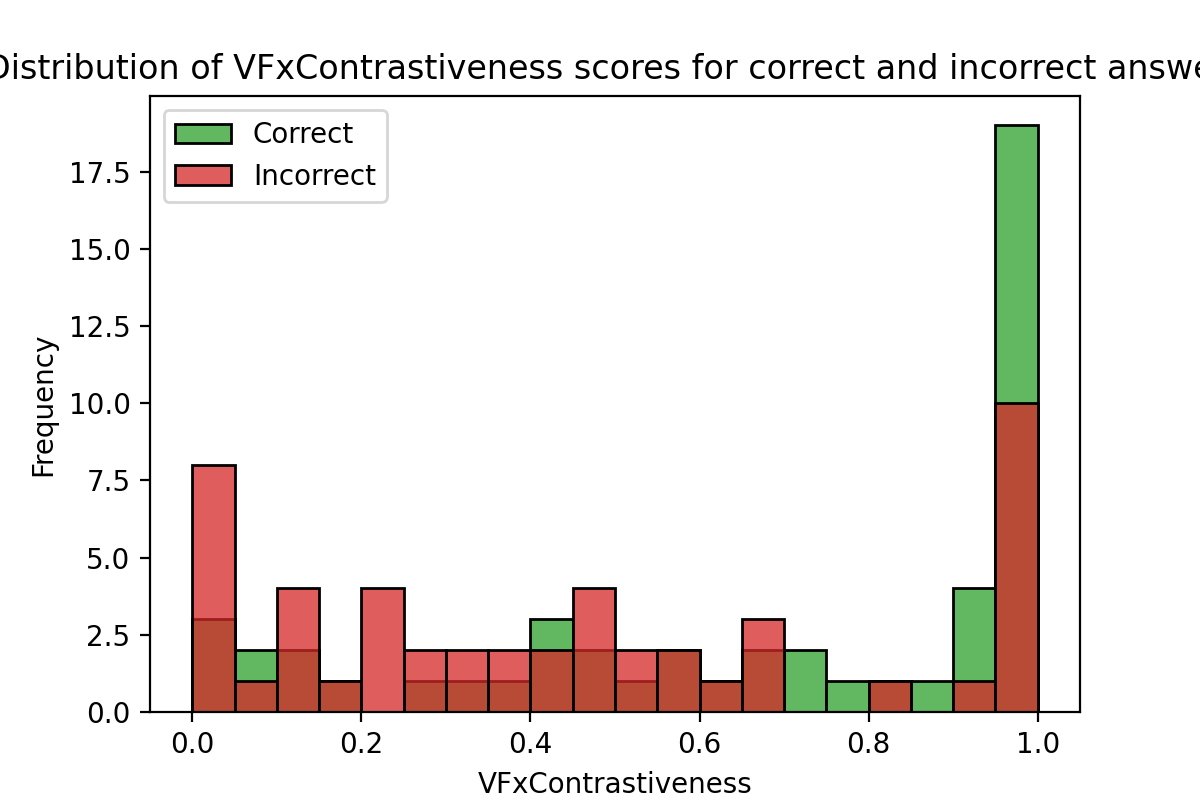 Distribution of VFxContrastiveness scores for correct and incorrect answe
Correct
Incorrect
17.5
15.0
12.5
10.0
7.5
5.0
2.5
0.0
Frequency
0.0 0.2 0.4 0.6 0.8 1.0
VFxContrastiveness